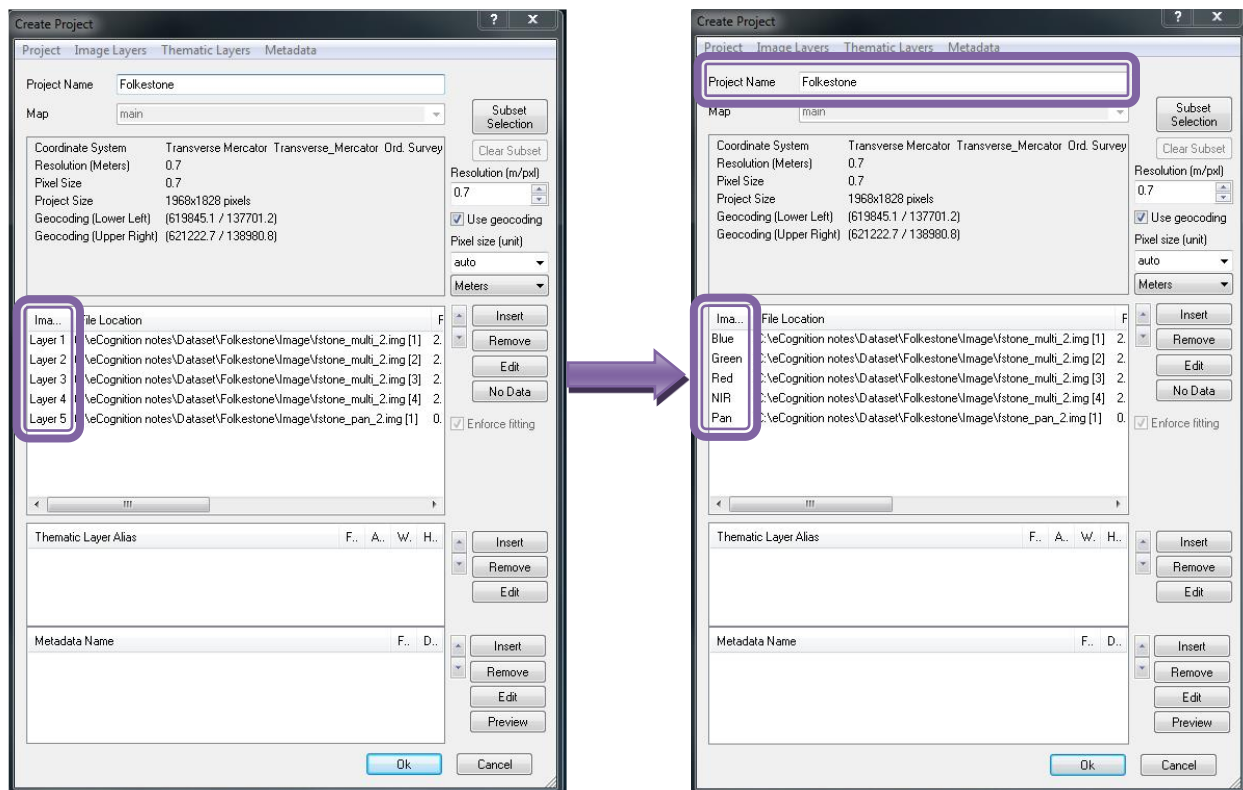 Create Project
? X
Project Image Layers Thematic Layers Metadata
Project Name Folkestone
Map main
Subset Selection
Coordinate System Transverse Mercator Transverse_Mercator Ord. Survey
Clear Subset
Resolution (Meters) 0.7
Resolution (m/pxl)
Pixel Size 0.7
0.7
Project Size 1968x1828 pixels
Geocoding (Lower Left) (619845.1 / 137701.2)
Use geocoding
Geocoding (Upper Right) (621222.7 / 138980.8)
Pixel size (unit)
auto
Meters
Ima... File Location F
Insert
Layer 1 \eCognition notes\Dataset\Folkestone\Image\fstone_multi_2.img [1] 2.
Remove
Layer 2 \eCognition notes\Dataset\Folkestone\Image\fstone_multi_2.img [2] 2.
Edit
Layer 3 \eCognition notes\Dataset\Folkestone\Image\fstone_multi_2.img [3] 2.
No Data
Layer 4 \eCognition notes\Dataset\Folkestone\Image\fstone_multi_2.img [4] 2.
Layer 5 \eCognition notes\Dataset\Folkestone\Image\fstone_pan_2.img [1] 0.
Enforce fitting
Thematic Layer Alias F.. A.. W. H..
Insert
Remove
Edit
Metadata Name F.. D..
Insert
Remove
Edit
Preview
Ok Cancel
Create Project
? X
Project Image Layers Thematic Layers Metadata
Project Name Folkestone
Map main
Subset Selection
Coordinate System Transverse Mercator Transverse_Mercator Ord. Survey
Clear Subset
Resolution (Meters) 0.7
Resolution (m/pxl)
Pixel Size 0.7
0.7
Project Size 1968x1828 pixels
Geocoding (Lower Left) (619845.1 / 137701.2)
Use geocoding
Geocoding (Upper Right) (621222.7 / 138980.8)
Pixel size (unit)
auto
Meters
Ima... File Location F
Insert
Blue C:\eCognition notes\Dataset\Folkestone\Image\fstone_multi_2.img [1] 2.
Remove
Green C:\eCognition notes\Dataset\Folkestone\Image\fstone_multi_2.img [2] 2.
Edit
Red C:\eCognition notes\Dataset\Folkestone\Image\fstone_multi_2.img [3] 2.
No Data
NIR C:\eCognition notes\Dataset\Folkestone\Image\fstone_multi_2.img [4] 2.
Pan C:\eCognition notes\Dataset\Folkestone\Image\fstone_pan_2.img [1] 0.
Enforce fitting
Thematic Layer Alias F.. A.. W. H..
Insert
Remove
Edit
Metadata Name F.. D..
Insert
Remove
Edit
Preview
Ok Cancel